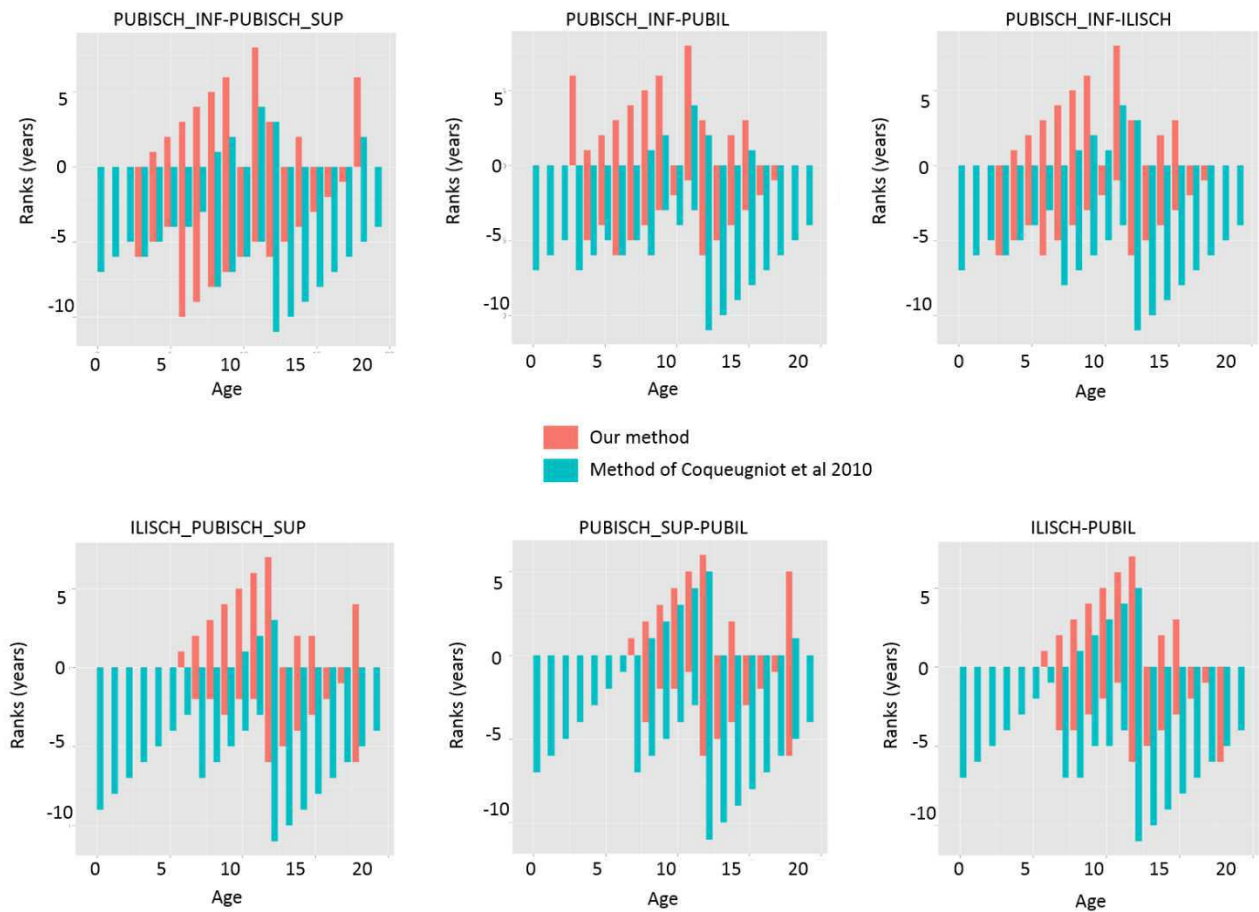 PUBISCH_INF-PUBISCH_SUP
PUBISCH_INF-PUBIL
PUBISCH_INF-ILISCH
Ranks (years)
5
0
-5
-10
0 5 10 15 20
Age
Ranks (years)
5
0
-5
-10
0 5 10 15 20
Age
Ranks (years)
5
0
-5
-10
0 5 10 15 20
Age
Our method
Method of Coqueugniot et al 2010
ILISCH_PUBISCH_SUP
PUBISCH_SUP-PUBIL
ILISCH-PUBIL
Ranks (years)
5
0
-5
-10
0 5 10 15 20
Age
Ranks (years)
5
0
-5
-10
0 5 10 15 20
Age
Ranks (years)
5
0
-5
-10
0 5 10 15 20
Age